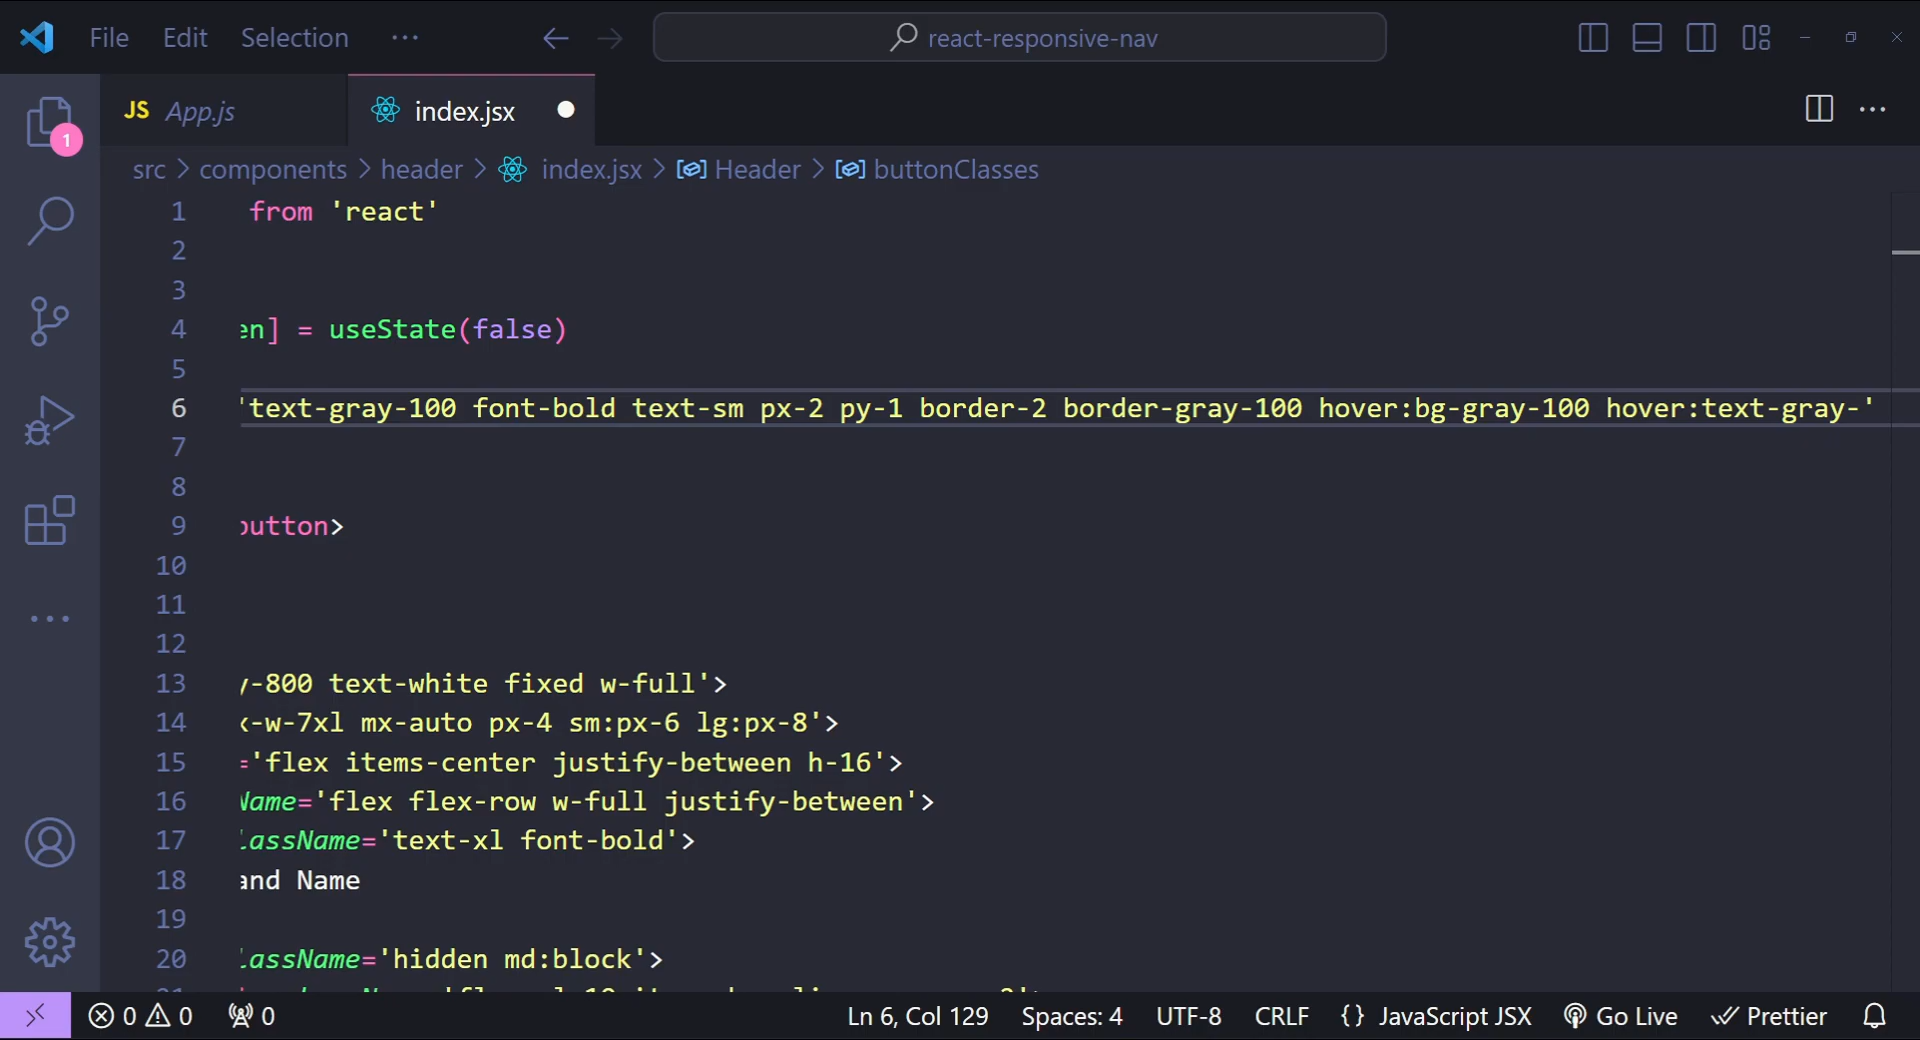 File Edit Selection ··· react-responsive-nav
JS App.js index.jsx
1
src > components > header > index.jsx > Header > buttonClasses
1 from 'react'
2
3
4 en] = useState(false)
5
6 'text-gray-100 font-bold text-sm px-2 py-1 border-2 border-gray-100 hover:bg-gray-100 hover:text-gray-'
7
8
9 button>
10
11
12
13 y-800 text-white fixed w-full'>
14 x-w-7xl mx-auto px-4 sm:px-6 lg:px-8'>
15 ='flex items-center justify-between h-16'>
16 Name='flex flex-row w-full justify-between'>
17 lassName='text-xl font-bold'>
18 and Name
19
20 lassName='hidden md:block'>
0 0 0 Ln 6, Col 129 Spaces: 4 UTF-8 CRLF {} JavaScript JSX Go Live Prettier